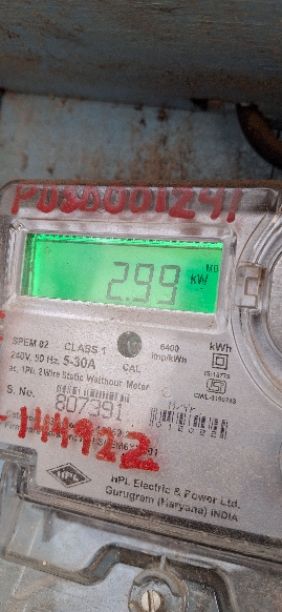 P0580001241
2.99
MD
kW
SPEM 02 CLASS 1 6400 kWh
240V, 50 Hz, 5-30A CAL imp/kWh
ac, 1Ph, 2 Wire Static Watthour Meter
S. No. 807391
144922
HPL
HPL Electric & Power Ltd.
Gurugram (Haryana) INDIA